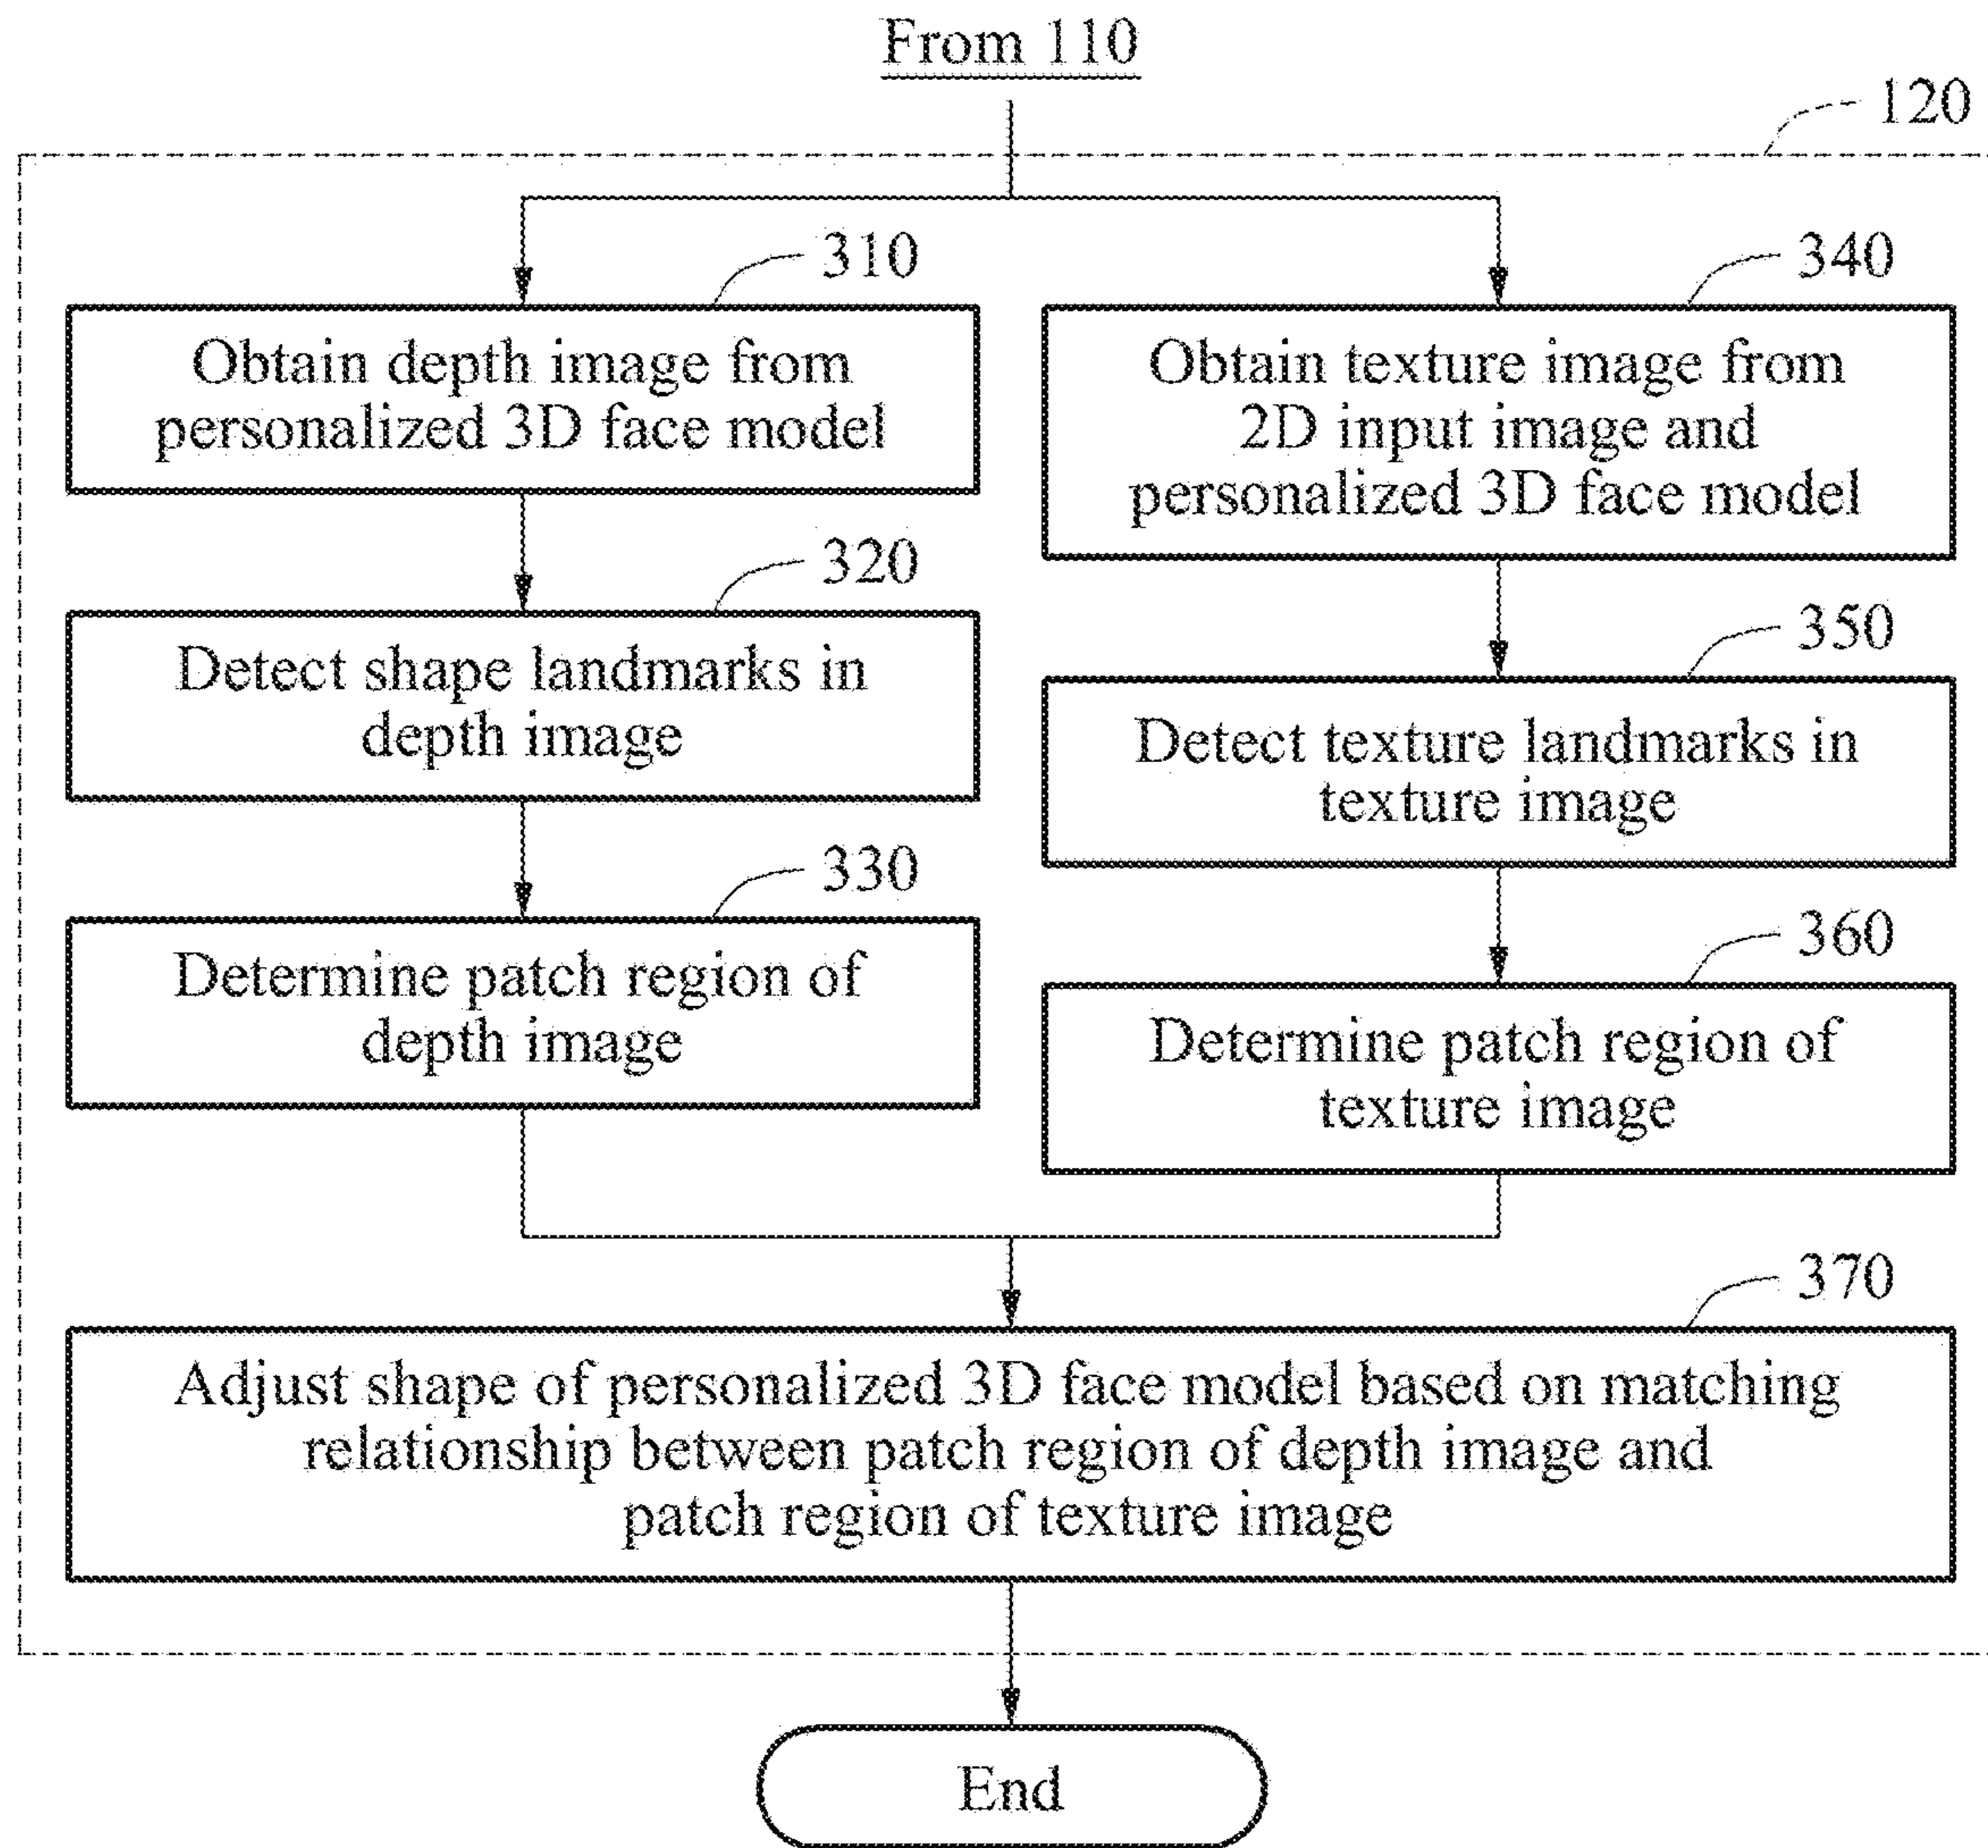 From 110
120
310
Obtain depth image from
personalized 3D face model
320
Detect shape landmarks in
depth image
330
Determine patch region of
depth image
340
Obtain texture image from
2D input image and
personalized 3D face model
350
Detect texture landmarks in
texture image
360
Determine patch region of
texture image
370
Adjust shape of personalized 3D face model based on matching
relationship between patch region of depth image and
patch region of texture image
End